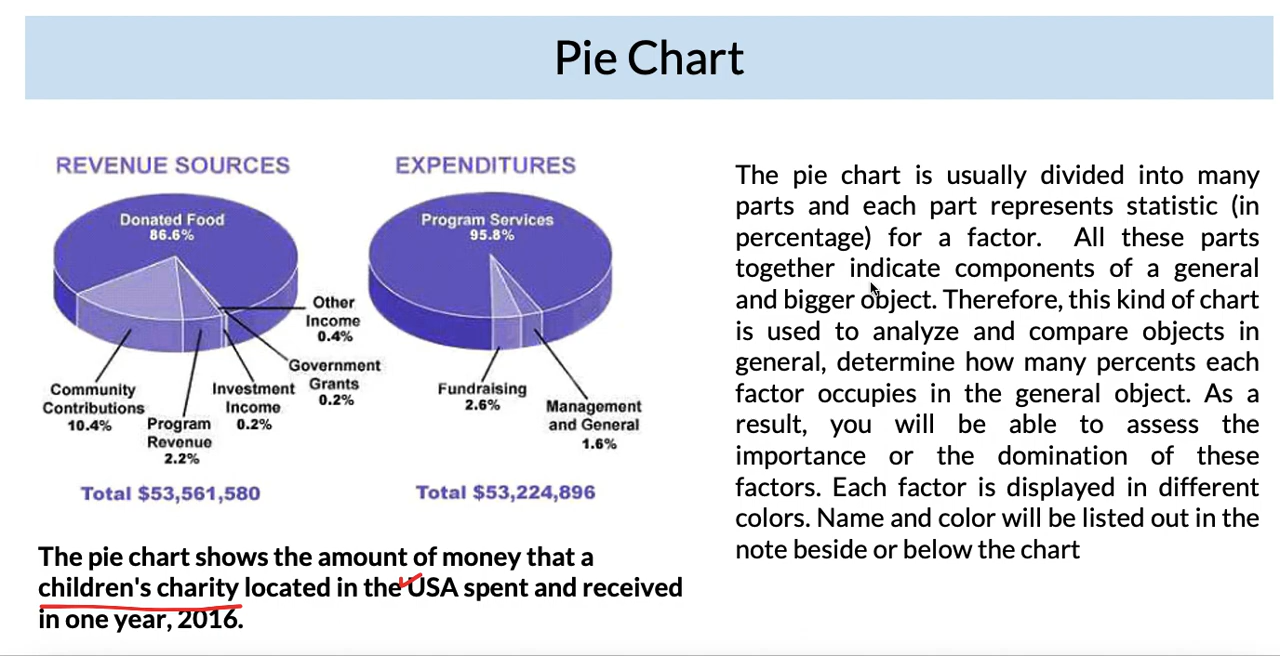 Pie Chart
REVENUE SOURCES
Donated Food
86.6%
Other
Income
0.4%
Government
Grants
0.2%
Investment
Income
0.2%
Program
Revenue
2.2%
Community
Contributions
10.4%
Total $53,561,580
EXPENDITURES
Program Services
95.8%
Fundraising
2.6%
Management
and General
1.6%
Total $53,224,896
The pie chart shows the amount of money that a
children's charity located in the USA spent and received
in one year, 2016.
The pie chart is usually divided into many
parts and each part represents statistic (in
percentage) for a factor. All these parts
together indicate components of a general
and bigger object. Therefore, this kind of chart
is used to analyze and compare objects in
general, determine how many percents each
factor occupies in the general object. As a
result, you will be able to assess the
importance or the domination of these
factors. Each factor is displayed in different
colors. Name and color will be listed out in the
note beside or below the chart